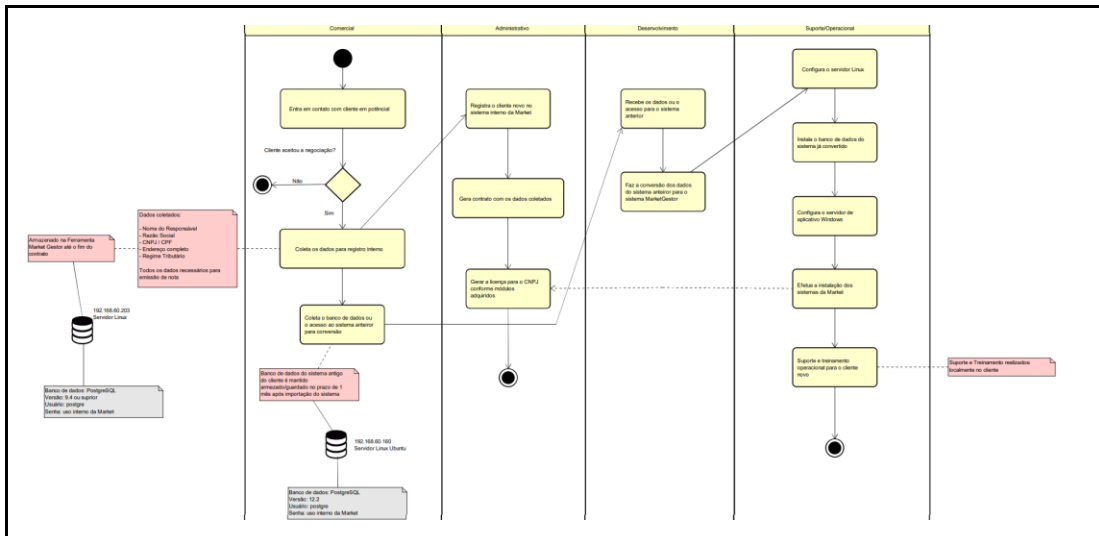 Comercial
Administrativo
Desenvolvimento
Suporte/Operacional
Entra em contato com cliente em potêncial
Cliente aceitou a negociação?
Não
Sim
Coleta os dados para registro interno
Coleta o banco de dados ou
o acesso ao sistema anteiror
para conversão
Dados coletados:
- Nome do Responsável
- Razão Social
- CNPJ / CPF
- Endereço completo
- Regime Tributário
Todos os dados necessários para
emissão de nota
Armazenado na Ferramenta
Market Gestor até o fim do
contrato
192.168.60.203
Servidor Linux
Banco de dados: PostgreSQL
Versão: 9.4 ou suprior
Usuário: postgre
Senha: uso interno da Market
Banco de dados do sistema antigo
do cliente é mantido
armazedv/guardado no prazo de 1
mês após importação do sistema
192.168.60.160
Servidor Linux Ubuntu
Banco de dados: PostgreSQL
Versão: 12.2
Usuário: postgre
Senha: uso interno da Market
Registra o cliente novo no
sistema interno da Market
Gera contrato com os dados coletados
Gerar a licença para o CNPJ
conforme módulos
adquiridos
Recebe os dados ou o
acesso para o sistema
anterior
Faz a conversão dos dados
do sistema anteiror para o
sistema MarketGestor
Configura o servidor Linux
Instala o banco de dados do
sistema já convertido
Configura o servidor de
aplicativo Windows
Efetua a instalação dos
sistemas da Market
Suporte e treinamento
operacional para o cliente
novo
Suporte e Treinamento realizados
localmente no cliente